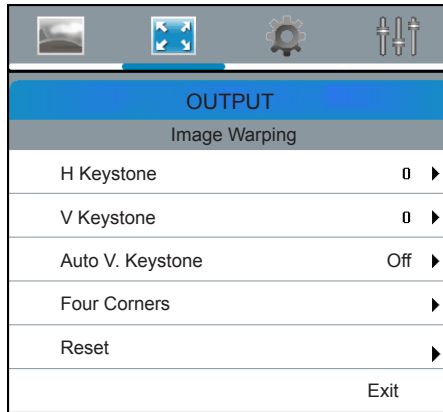 OUTPUT
Image Warping
H Keystone 0
V Keystone 0
Auto V. Keystone Off
Four Corners
Reset
Exit